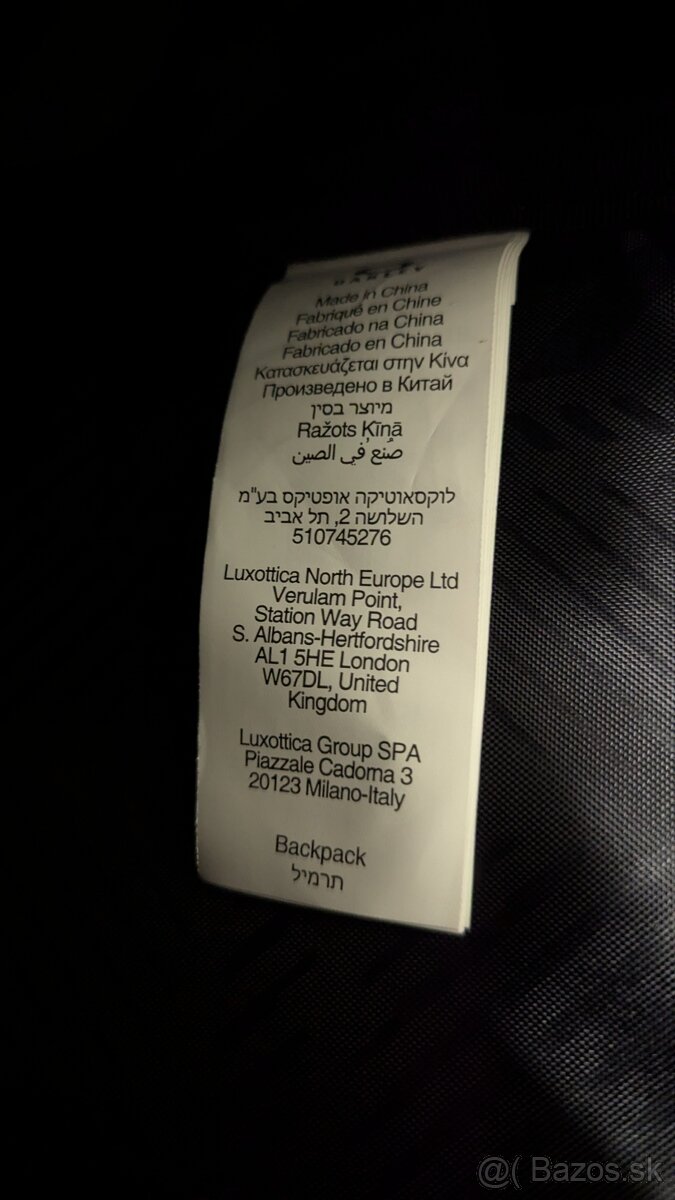 OAKLEY
Made in China
Fabriqué en Chine
Fabricado na China
Fabricado en China
Κατασκευάζεται στην Κίνα
Произведено в Китай
מיוצר בסין
Ražots Ķīņā
صُنع في الصين
לוקסאוטיקה אופטיקס בע"מ
השלושה 2, תל אביב
510745276
Luxottica North Europe Ltd
Verulam Point,
Station Way Road
S. Albans-Hertfordshire
AL1 5HE London
W67DL, United
Kingdom
Luxottica Group SPA
Piazzale Cadorna 3
20123 Milano-Italy
Backpack
תרמיל
@( Bazos.sk